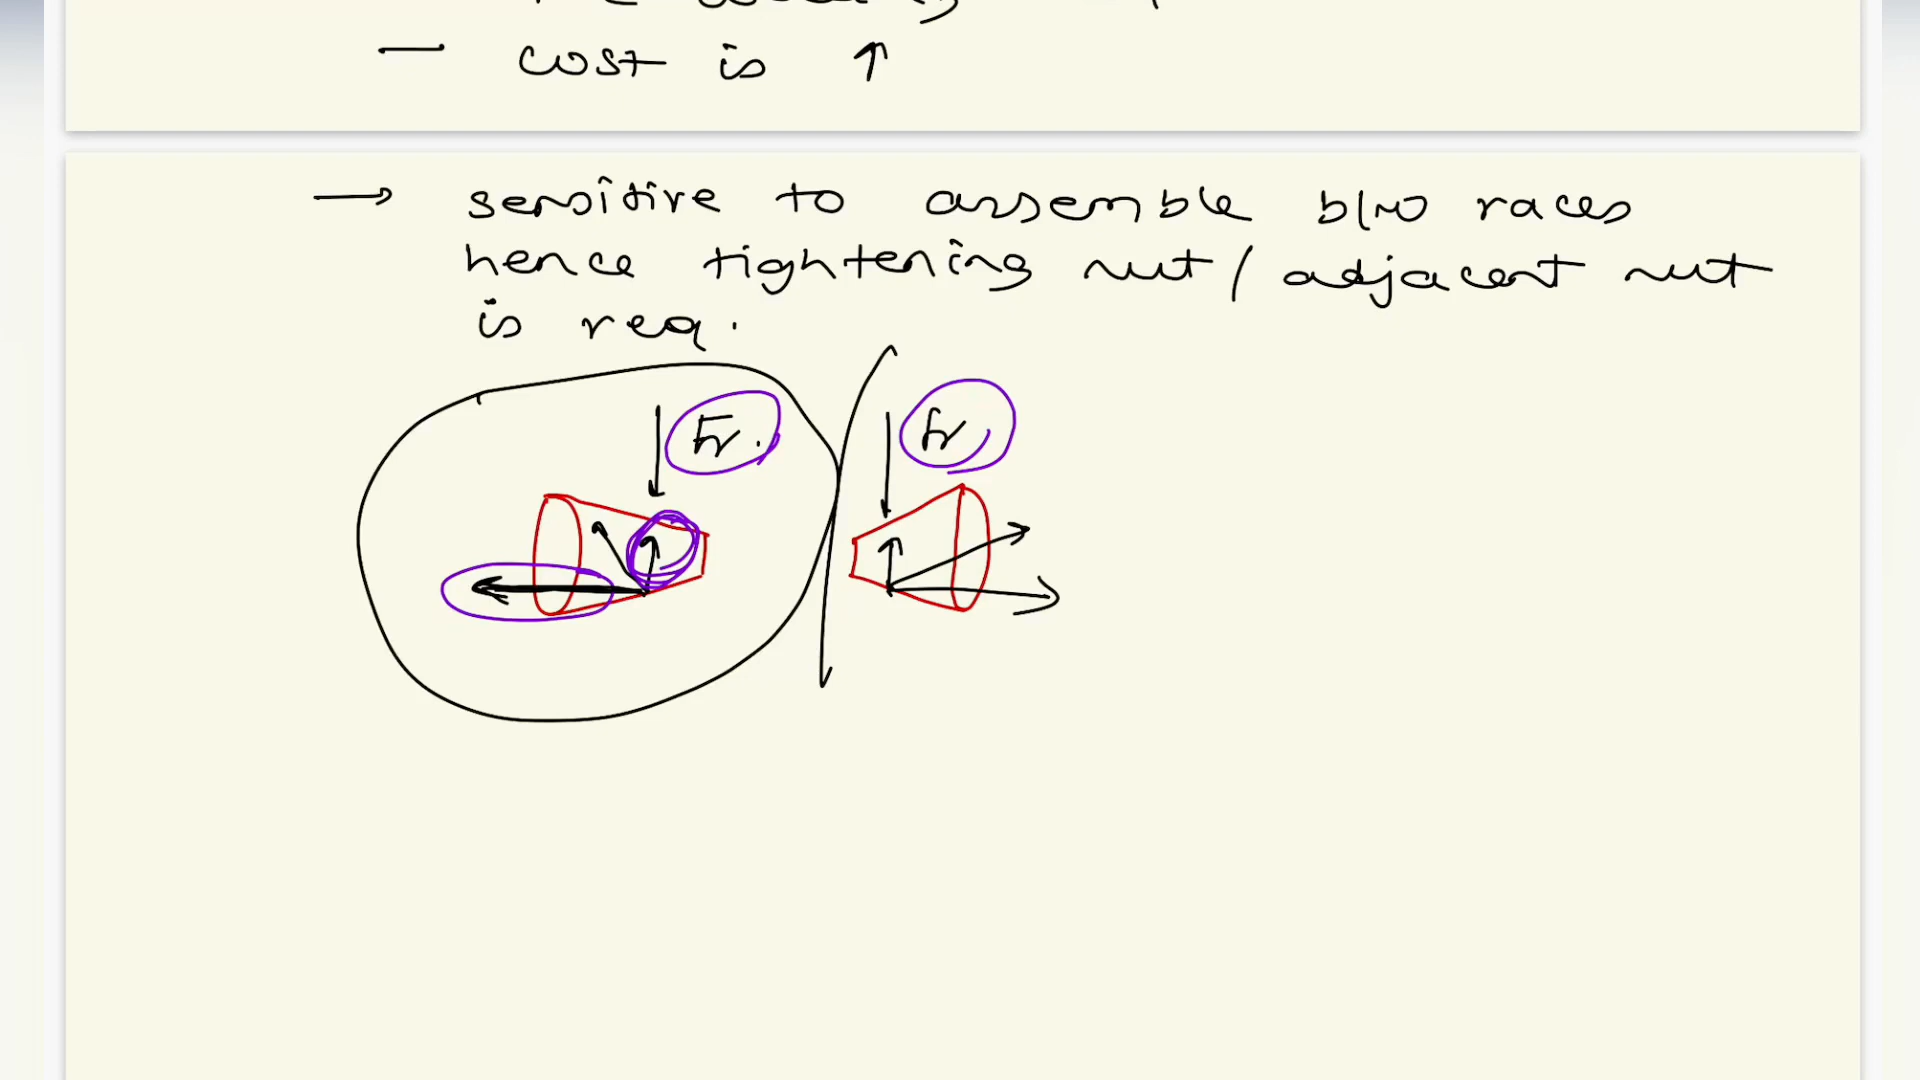 — cost is ↑
→ sensitive to assemble b/w races
hence tightening nut / adjacent nut
is req.
Fr. Fr